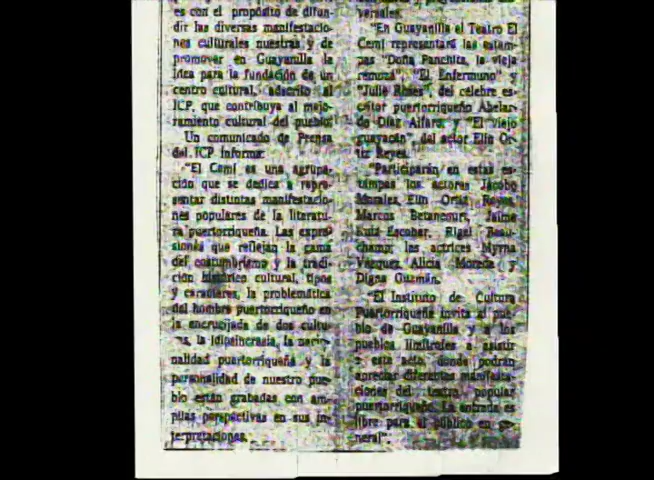 es con el propósito de difun-
dir las diversas manifestacio-
nes culturales nuestras y de
promover en Guayanilla la
idea para la fundación de un
centro cultural, adscrito al
ICP, que contribuya al mejo-
ramiento cultural del pueblo.
Un comunicado de Prensa
del ICP informa:
"El Cemí es una agrupa-
ción que se dedica a repre-
sentar distintas manifestacio-
nes populares de la literatu-
ra puertorriqueña. Las expre-
siones que reflejan la gama
del costumbrismo y la tradi-
ción histórico cultural, tipos
y caracteres, la problemática
del hombre puertorriqueño en
la encrucijada de dos cultu-
la idiosincrasia, la nacio-
nalidad puertorriqueña y la
personalidad de nuestro pue-
blo están grabadas con am-
plias perspectivas en sus in-
terpretaciones.
versales.
"En Guayanilla el Teatro El
Cemí representará las estam-
pas "Doña Panchita, la vieja
"El Enfermuno" y
"Julie Roses", del célebre es-
critor puertorriqueño Abelar-
do Díaz Alfaro, y "El viejo
guayacán", del actor Elín Or-
tiz Reyes.
"Participarán en estas es-
tampas los actores Jacobo
Morales, Elín Ortiz Reyes,
Marcos Betancourt, Jaime
Ruiz Escobar, Rigel
las actrices Myrna
Vázquez, Alicia Moreda y
Digna Guzmán.
"El Instituto de Cultura
Puertorriqueña invita al pue-
blo de Guayanilla y a los
pueblos limítrofes a asistir
a este acto donde podrán
apreciar diferentes manifesta-
ciones del teatro popular
puertorriqueño. La entrada es
libre para el público en ge-
neral".